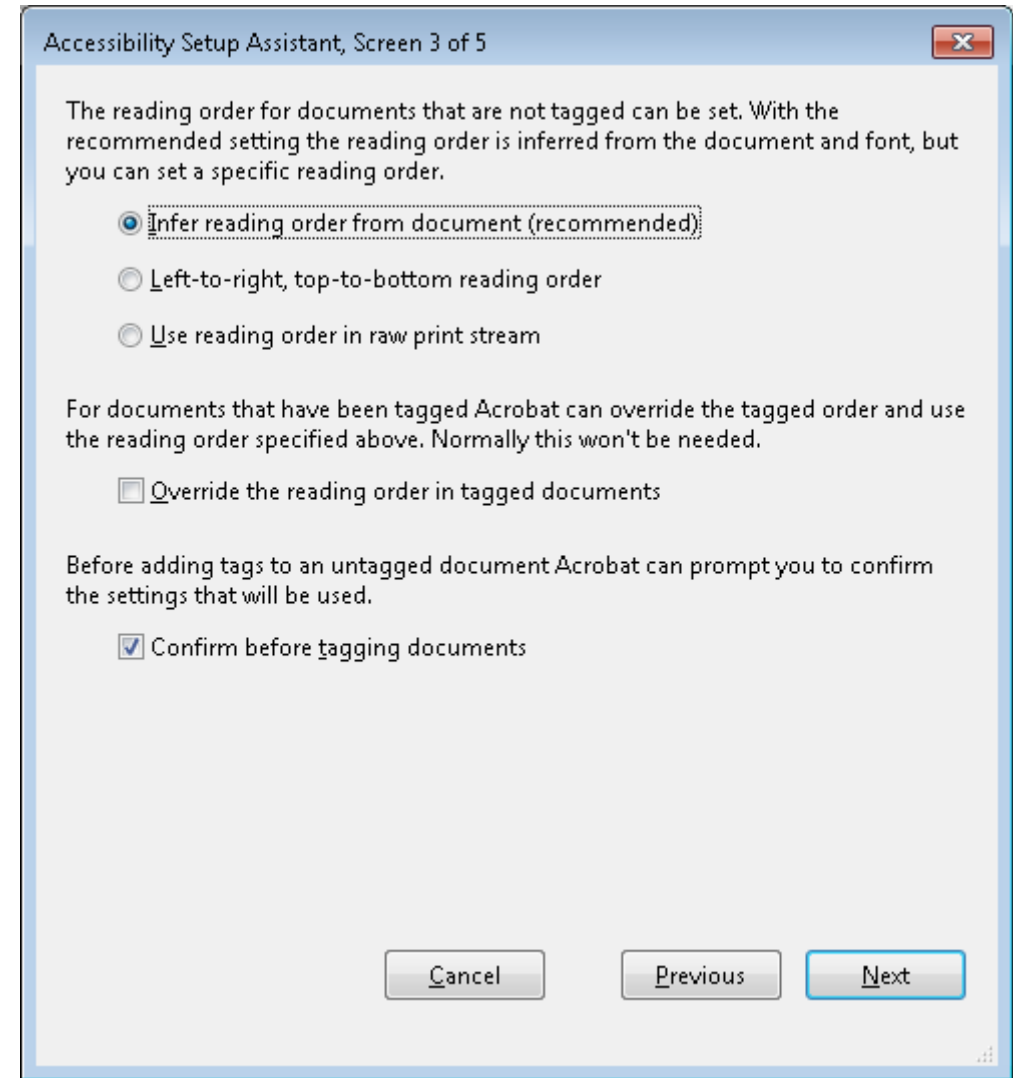 Accessibility Setup Assistant, Screen 3 of 5
The reading order for documents that are not tagged can be set. With the
recommended setting the reading order is inferred from the document and font, but
you can set a specific reading order.
Infer reading order from document (recommended)
Left-to-right, top-to-bottom reading order
Use reading order in raw print stream
For documents that have been tagged Acrobat can override the tagged order and use
the reading order specified above. Normally this won't be needed.
Override the reading order in tagged documents
Before adding tags to an untagged document Acrobat can prompt you to confirm
the settings that will be used.
Confirm before tagging documents
Cancel Previous Next